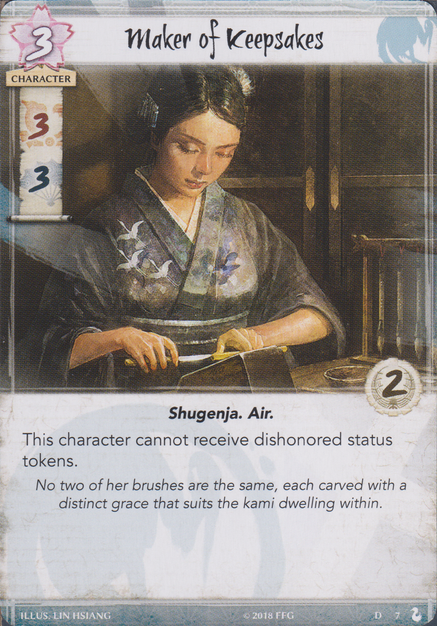 3
Maker of Keepsakes
CHARACTER
3
3
2
Shugenja. Air.
This character cannot receive dishonored status
tokens.
No two of her brushes are the same, each carved with a
distinct grace that suits the kami dwelling within.
ILLUS. LIN HSIANG
© 2018 FFG
D 7